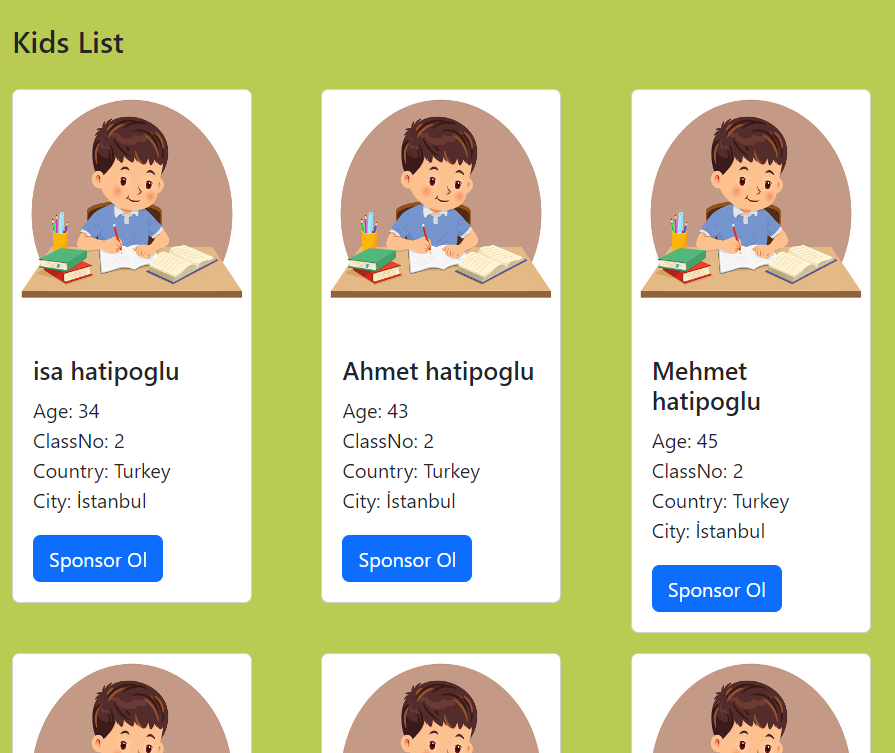 Kids List
isa hatipoglu
Age: 34
ClassNo: 2
Country: Turkey
City: İstanbul
Sponsor Ol
Ahmet hatipoglu
Age: 43
ClassNo: 2
Country: Turkey
City: İstanbul
Sponsor Ol
Mehmet
hatipoglu
Age: 45
ClassNo: 2
Country: Turkey
City: İstanbul
Sponsor Ol